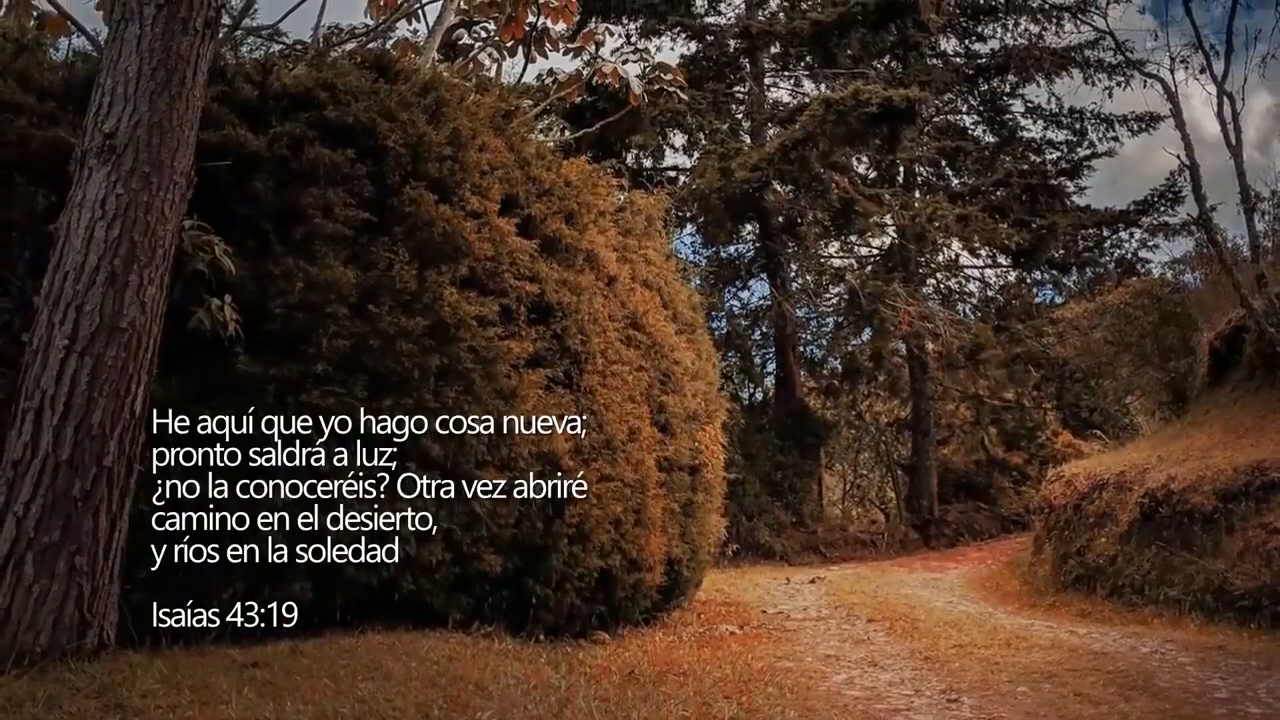 He aquí que yo hago cosa nueva;
pronto saldrá a luz;
¿no la conoceréis? Otra vez abriré
camino en el desierto,
y ríos en la soledad
Isaías 43:19